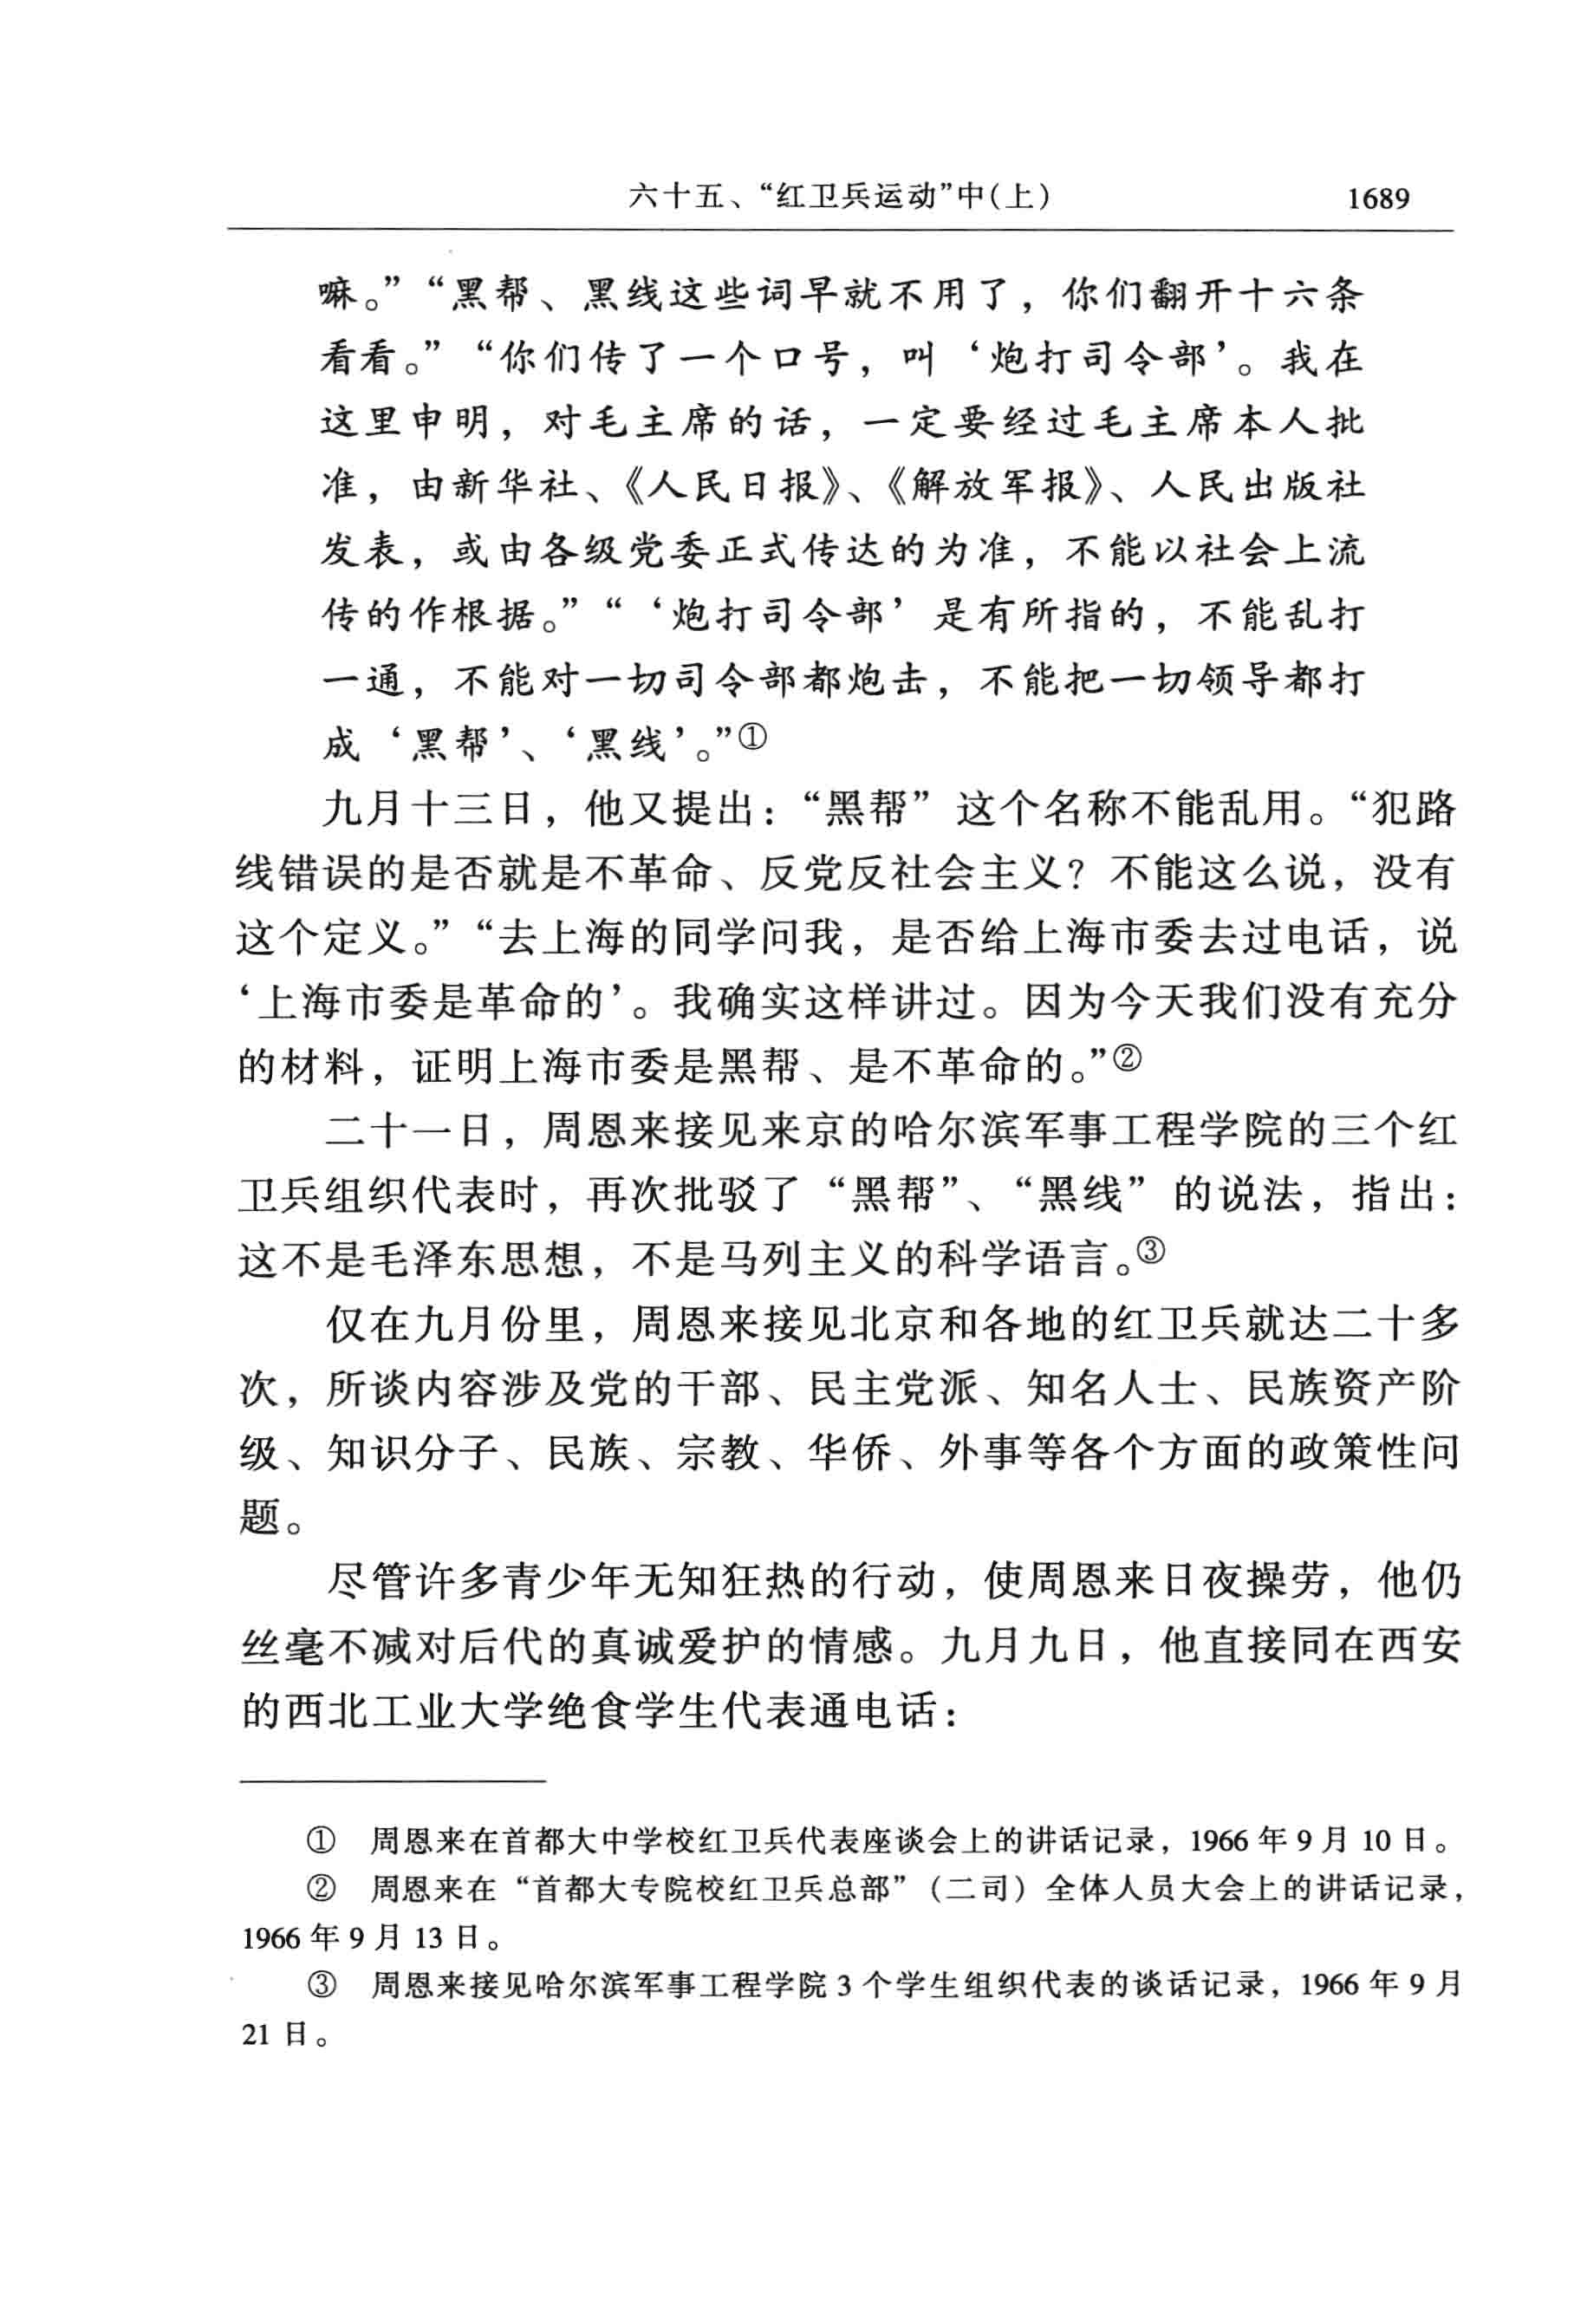 六十五、“红卫兵运动”中(上) 1689
嘛。”“黑帮、黑线这些词早就不用了，你们翻开十六条
看看。”“你们传了一个口号，叫‘炮打司令部’。我在
这里申明，对毛主席的话，一定要经过毛主席本人批
准，由新华社、《人民日报》、《解放军报》、人民出版社
发表，或由各级党委正式传达的为准，不能以社会上流
传的作根据。”“‘炮打司令部’是有所指的，不能乱打
一通，不能对一切司令部都炮击，不能把一切领导都打
成‘黑帮’、‘黑线’。”①
九月十三日，他又提出：“黑帮”这个名称不能乱用。“犯路
线错误的是否就是不革命、反党反社会主义？不能这么说，没有
这个定义。”“去上海的同学问我，是否给上海市委去过电话，说
‘上海市委是革命的’。我确实这样讲过。因为今天我们没有充分
的材料，证明上海市委是黑帮、是不革命的。”②
二十一日，周恩来接见来京的哈尔滨军事工程学院的三个红
卫兵组织代表时，再次批驳了“黑帮”、“黑线”的说法，指出：
这不是毛泽东思想，不是马列主义的科学语言。③
仅在九月份里，周恩来接见北京和各地的红卫兵就达二十多
次，所谈内容涉及党的干部、民主党派、知名人士、民族资产阶
级、知识分子、民族、宗教、华侨、外事等各个方面的政策性问
题。
尽管许多青少年无知狂热的行动，使周恩来日夜操劳，他仍
丝毫不减对后代的真诚爱护的情感。九月九日，他直接同在西安
的西北工业大学绝食学生代表通电话：
① 周恩来在首都大中学校红卫兵代表座谈会上的讲话记录，1966年9月10日。
② 周恩来在“首都大专院校红卫兵总部”（二司）全体人员大会上的讲话记录，
1966年9月13日。
③ 周恩来接见哈尔滨军事工程学院3个学生组织代表的谈话记录，1966年9月
21日。